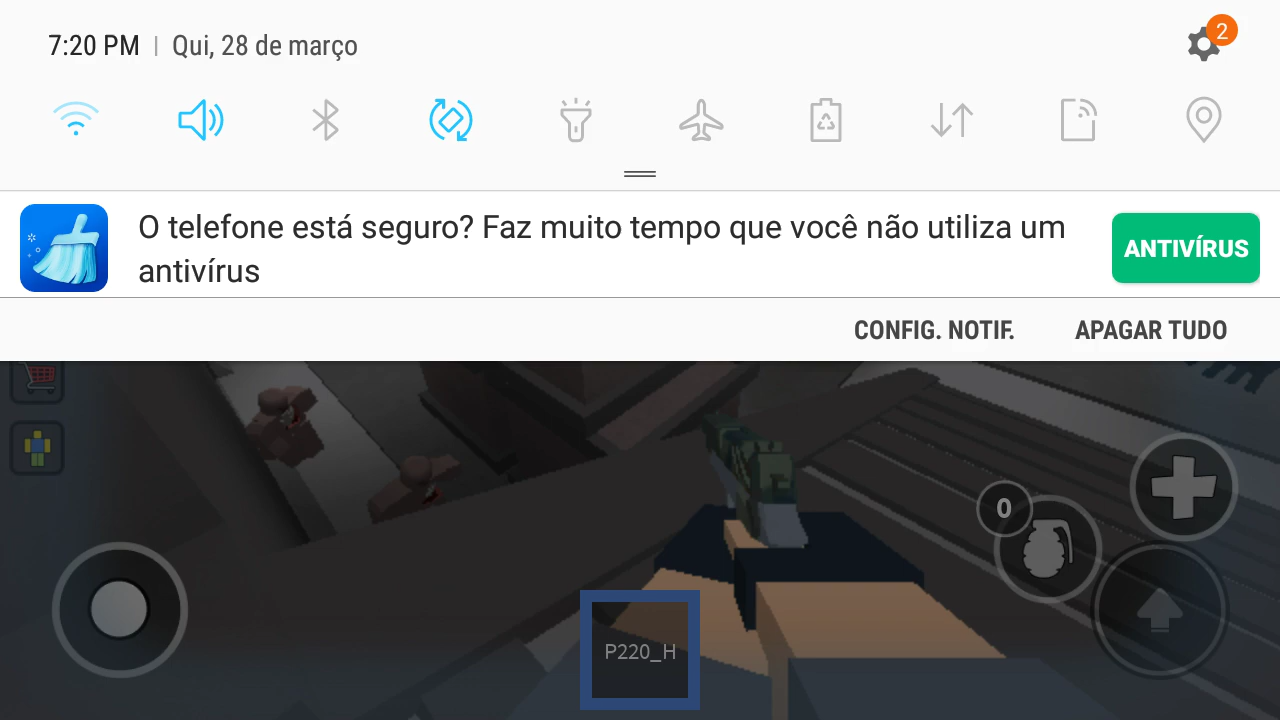 7:20 PM | Qui, 28 de março
2
O telefone está seguro? Faz muito tempo que você não utiliza um
antivírus
ANTIVÍRUS
CONFIG. NOTIF. APAGAR TUDO
0
P220_H